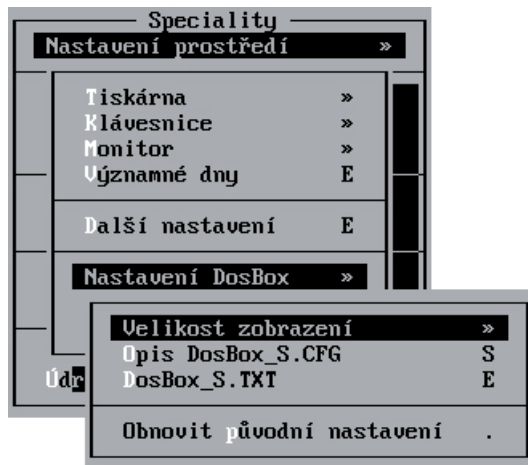 Speciality
Nastavení prostředí »
Tiskárna »
Klávesnice »
Monitor »
Významné dny E
Další nastavení E
Nastavení DosBox »
Velikost zobrazení »
Opis DosBox_S.CFG S
DosBox_S.TXT E
Obnovit původní nastavení .
Údr